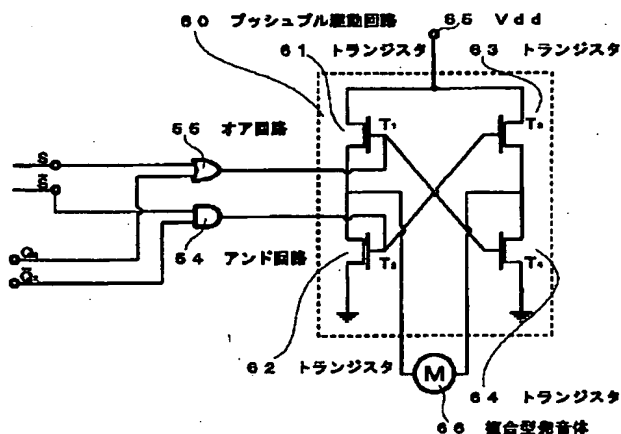 60 プッシュプル駆動回路
65 Vdd
61 トランジスタ
63 トランジスタ
55 オア回路
T₁
T₃
S
S̄
54 アンド回路
T₂
T₄
62 トランジスタ
M
64 トランジスタ
66 複合型発音体